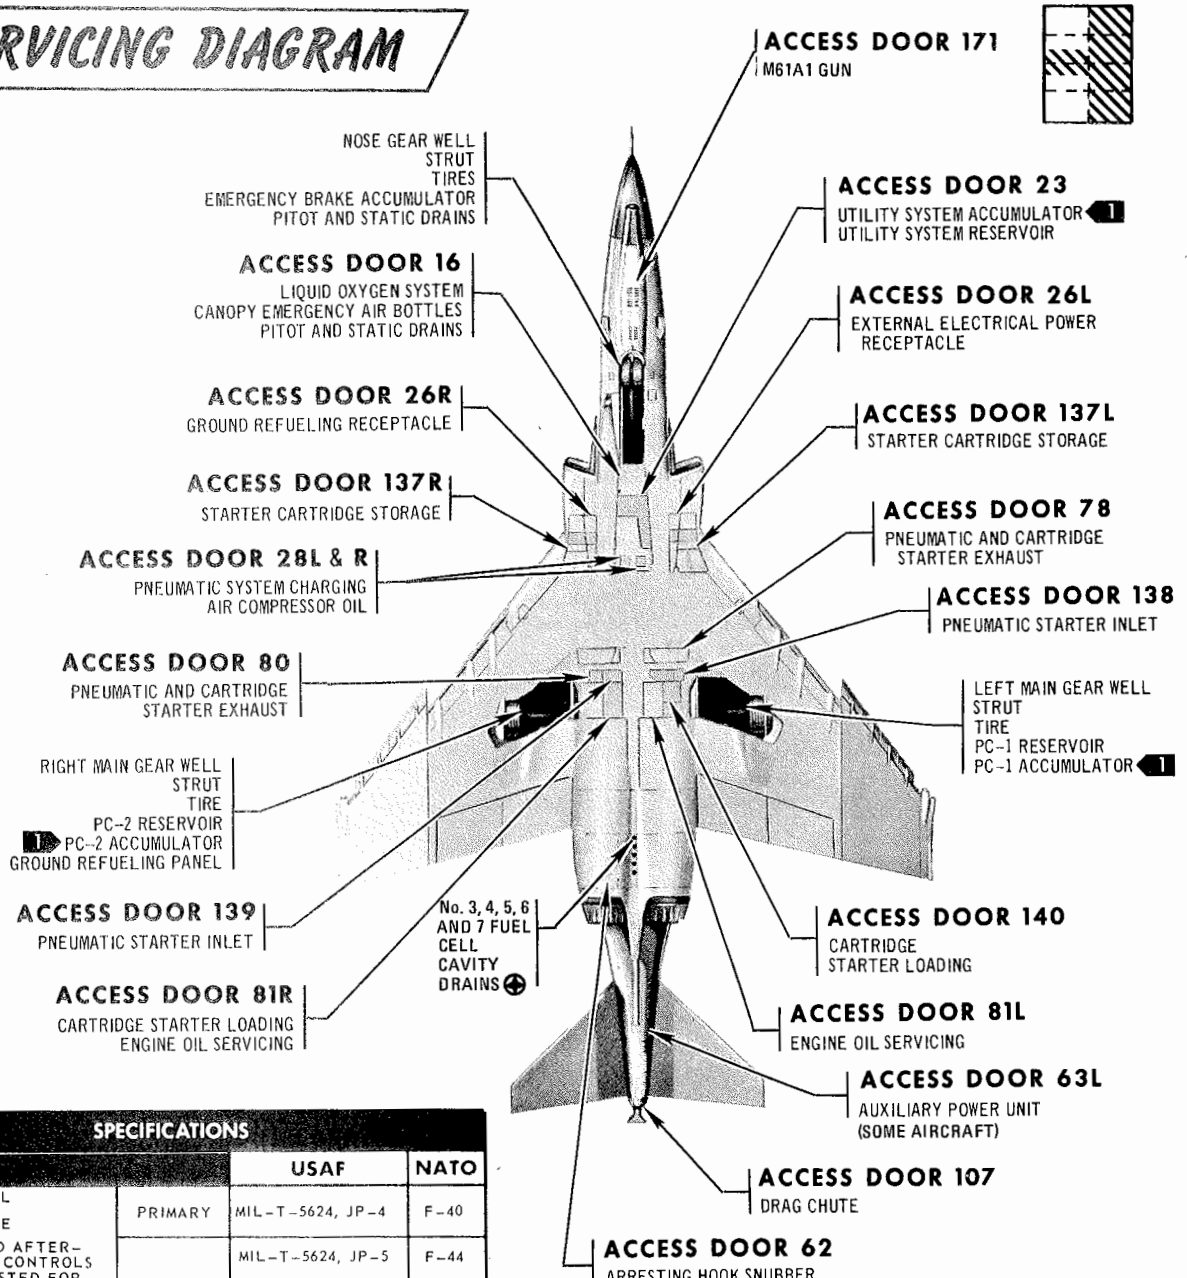 RVICING DIAGRAM
ACCESS DOOR 171
M61A1 GUN
NOSE GEAR WELL
STRUT
TIRES
EMERGENCY BRAKE ACCUMULATOR
PITOT AND STATIC DRAINS
ACCESS DOOR 23
UTILITY SYSTEM ACCUMULATOR 1
UTILITY SYSTEM RESERVOIR
ACCESS DOOR 16
LIQUID OXYGEN SYSTEM
CANOPY EMERGENCY AIR BOTTLES
PITOT AND STATIC DRAINS
ACCESS DOOR 26L
EXTERNAL ELECTRICAL POWER
RECEPTACLE
ACCESS DOOR 26R
GROUND REFUELING RECEPTACLE
ACCESS DOOR 137L
STARTER CARTRIDGE STORAGE
ACCESS DOOR 137R
STARTER CARTRIDGE STORAGE
ACCESS DOOR 78
PNEUMATIC AND CARTRIDGE
STARTER EXHAUST
ACCESS DOOR 28L & R
PNEUMATIC SYSTEM CHARGING
AIR COMPRESSOR OIL
ACCESS DOOR 138
PNEUMATIC STARTER INLET
ACCESS DOOR 80
PNEUMATIC AND CARTRIDGE
STARTER EXHAUST
LEFT MAIN GEAR WELL
STRUT
TIRE
PC-1 RESERVOIR
PC-1 ACCUMULATOR 1
RIGHT MAIN GEAR WELL
STRUT
TIRE
PC-2 RESERVOIR
1 PC-2 ACCUMULATOR
GROUND REFUELING PANEL
ACCESS DOOR 139
PNEUMATIC STARTER INLET
No. 3, 4, 5, 6
AND 7 FUEL
CELL
CAVITY
DRAINS
ACCESS DOOR 140
CARTRIDGE
STARTER LOADING
ACCESS DOOR 81R
CARTRIDGE STARTER LOADING
ENGINE OIL SERVICING
ACCESS DOOR 81L
ENGINE OIL SERVICING
ACCESS DOOR 63L
AUXILIARY POWER UNIT
(SOME AIRCRAFT)
ACCESS DOOR 107
DRAG CHUTE
ACCESS DOOR 62
ARRESTING HOOK SNUBBER
SPECIFICATIONS
USAF NATO
L
E
PRIMARY MIL-T-5624, JP-4 F-40
D AFTER-
CONTROLS
STED FOR
MIL-T-5624, JP-5 F-44